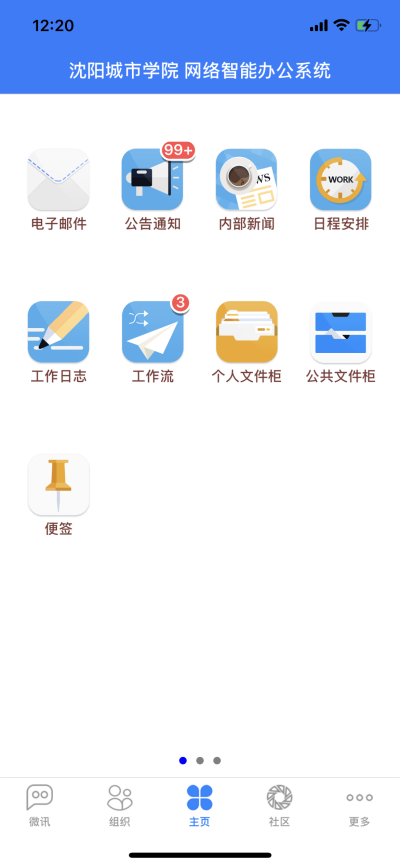 12:20
沈阳城市学院 网络智能办公系统
99+
WS
WORK
电子邮件 公告通知 内部新闻 日程安排
3
工作日志 工作流 个人文件柜 公共文件柜
便签
微讯 组织 主页 社区 更多